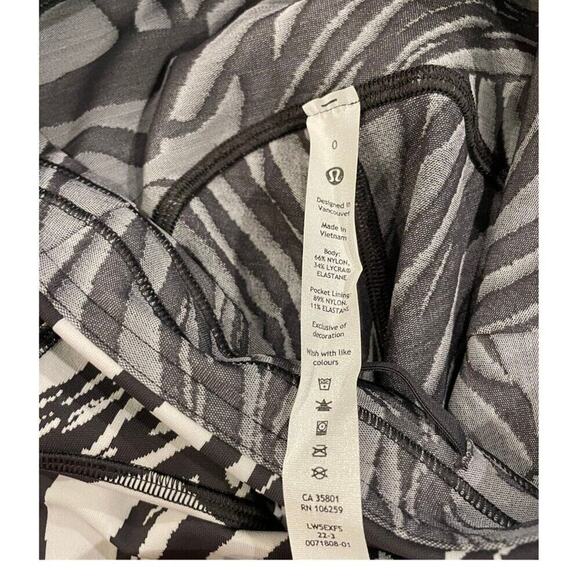 0
Designed in
Vancouver
Made in
Vietnam
Body:
66% NYLON,
34% LYCRA®
ELASTANE
Pocket Lining:
89% NYLON,
11% ELASTANE
Exclusive of
decoration
Wash with like
colours
CA 35801
RN 106259
LW5EXFS
22-3
0071808-01